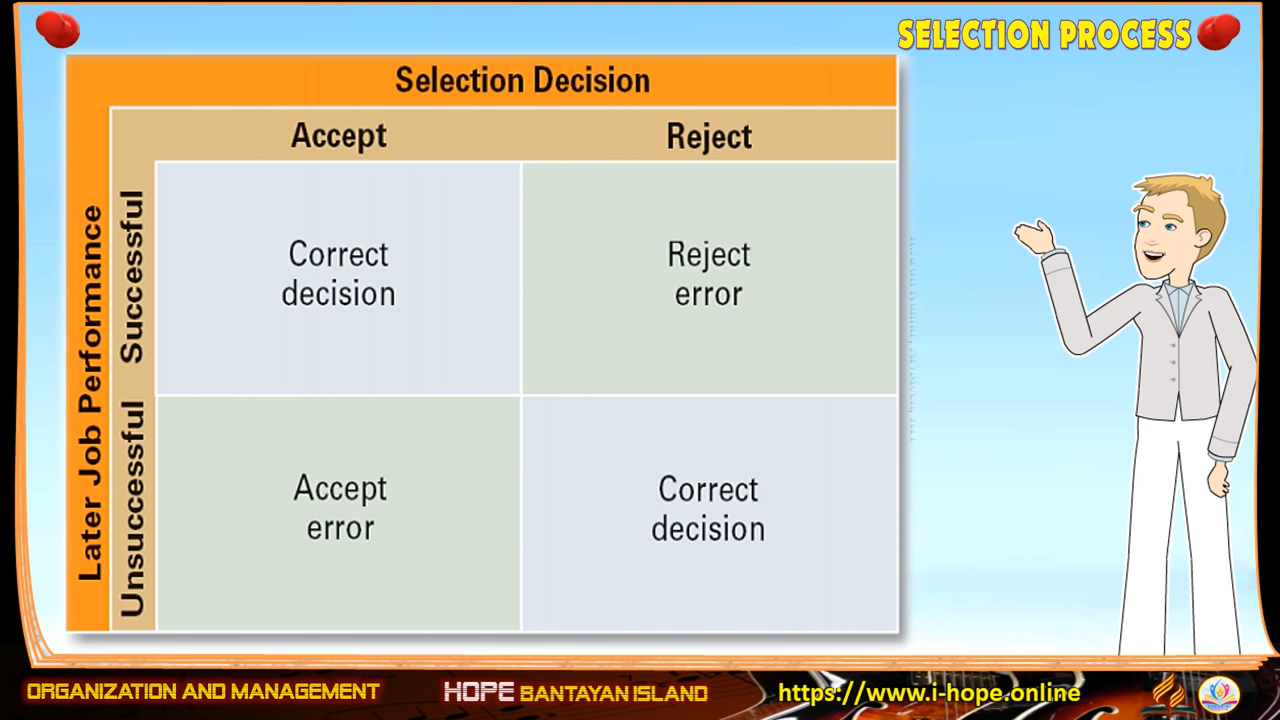 SELECTION PROCESS
Selection Decision
Accept
Reject
Later Job Performance
Successful
Correct
decision
Reject
error
Unsuccessful
Accept
error
Correct
decision
ORGANIZATION AND MANAGEMENT
HOPE BANTAYAN ISLAND
https://www.i-hope.online